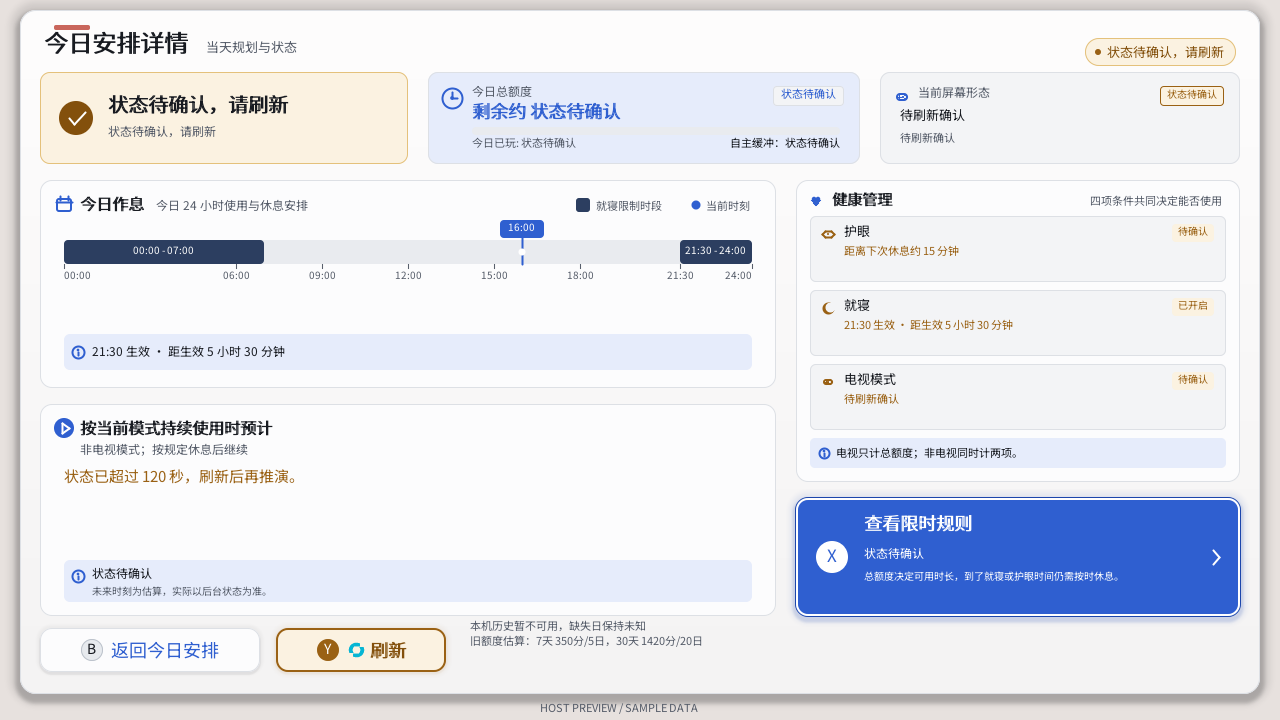 今日安排详情
当天规划与状态
状态待确认，请刷新
状态待确认，请刷新
状态待确认，请刷新
今日总额度
状态待确认
剩余约 状态待确认
今日已玩: 状态待确认
自主缓冲：状态待确认
当前屏幕形态
状态待确认
待刷新确认
待刷新确认
今日作息
今日 24 小时使用与休息安排
就寝限制时段
当前时刻
16:00
00:00 - 07:00
21:30 - 24:00
00:00
06:00
09:00
12:00
15:00
18:00
21:30
24:00
21:30 生效 · 距生效 5 小时 30 分钟
健康管理
四项条件共同决定能否使用
护眼
待确认
距离下次休息约 15 分钟
就寝
已开启
21:30 生效 · 距生效 5 小时 30 分钟
电视模式
待确认
待刷新确认
电视只计总额度；非电视同时计两项。
按当前模式持续使用时预计
非电视模式；按规定休息后继续
状态已超过 120 秒，刷新后再推演。
状态待确认
未来时刻为估算，实际以后台状态为准。
X
查看限时规则
状态待确认
总额度决定可用时长，到了就寝或护眼时间仍需按时休息。
B 返回今日安排
Y 刷新
本机历史暂不可用，缺失日保持未知
旧额度估算：7天 350分/5日，30天 1420分/20日
HOST PREVIEW / SAMPLE DATA